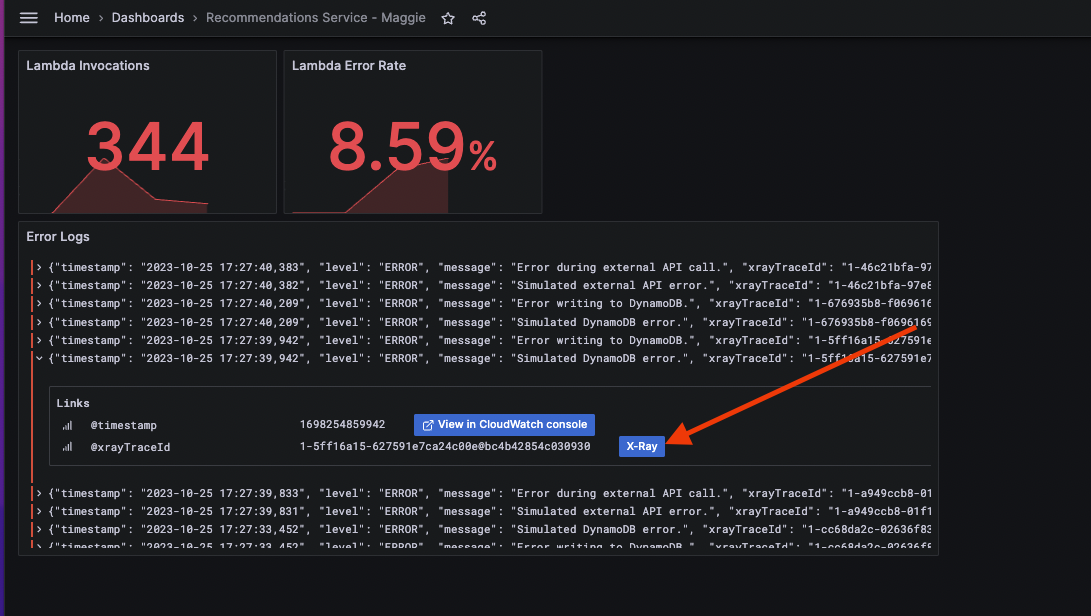 Home › Dashboards › Recommendations Service - Maggie
Lambda Invocations
344
Lambda Error Rate
8.59%
Error Logs
{"timestamp": "2023-10-25 17:27:40,383", "level": "ERROR", "message": "Error during external API call.", "xrayTraceId": "1-46c21bfa-97
{"timestamp": "2023-10-25 17:27:40,382", "level": "ERROR", "message": "Simulated external API error.", "xrayTraceId": "1-46c21bfa-97e8
{"timestamp": "2023-10-25 17:27:40,209", "level": "ERROR", "message": "Error writing to DynamoDB.", "xrayTraceId": "1-676935b8-f069616
{"timestamp": "2023-10-25 17:27:40,209", "level": "ERROR", "message": "Simulated DynamoDB error.", "xrayTraceId": "1-676935b8-f0696169
{"timestamp": "2023-10-25 17:27:39,942", "level": "ERROR", "message": "Error writing to DynamoDB.", "xrayTraceId": "1-5ff16a15-627591e
{"timestamp": "2023-10-25 17:27:39,942", "level": "ERROR", "message": "Simulated DynamoDB error.", "xrayTraceId": "1-5ff16a15-627591e7
Links
@timestamp 1698254859942 View in CloudWatch console
@xrayTraceId 1-5ff16a15-627591e7ca24c00e@bc4b42854c030930 X-Ray
{"timestamp": "2023-10-25 17:27:39,833", "level": "ERROR", "message": "Error during external API call.", "xrayTraceId": "1-a949ccb8-01
{"timestamp": "2023-10-25 17:27:39,831", "level": "ERROR", "message": "Simulated external API error.", "xrayTraceId": "1-a949ccb8-01f1
{"timestamp": "2023-10-25 17:27:33,452", "level": "ERROR", "message": "Simulated DynamoDB error.", "xrayTraceId": "1-cc68da2c-02636f83
{"timestamp": "2023-10-25 17:27:33,452", "level": "ERROR", "message": "Error writing to DynamoDB.", "xrayTraceId": "1-cc68da2c-02636f8